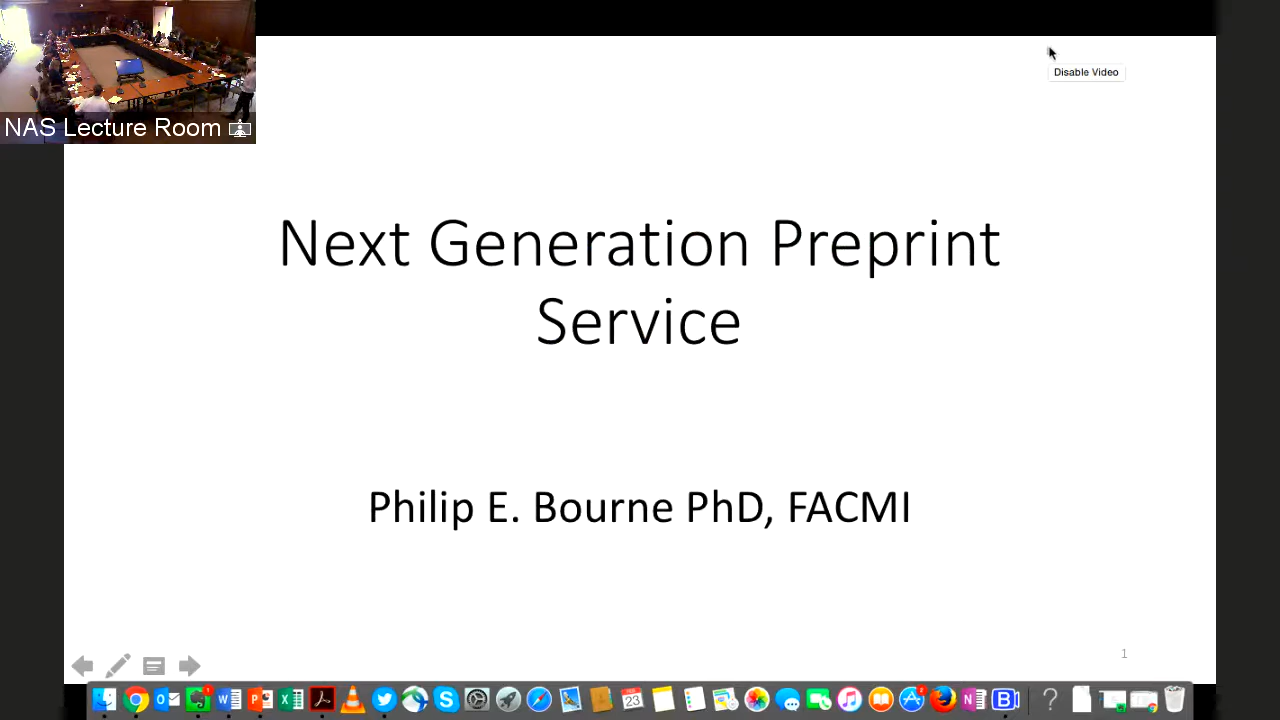 Disable Video
NAS Lecture Room
Next Generation Preprint
Service
Philip E. Bourne PhD, FACMI
1
23